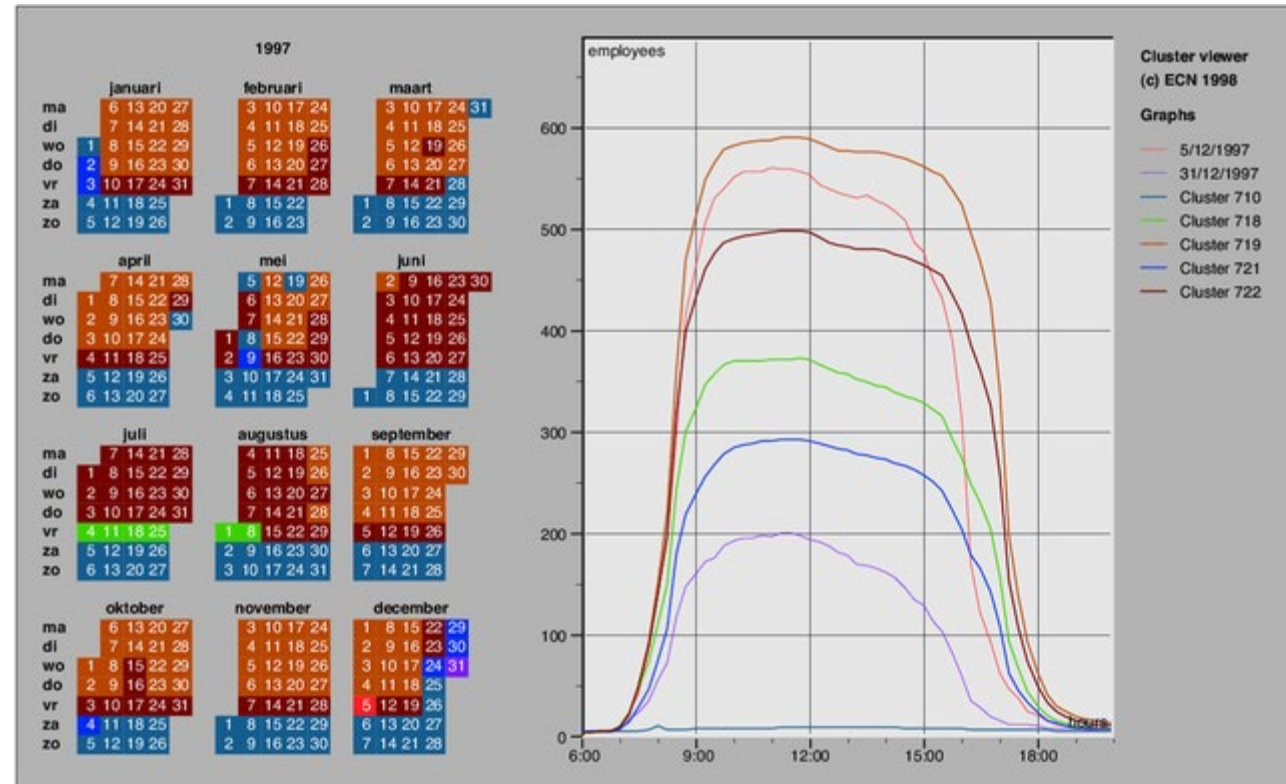 1997
januari februari maart
ma 6 13 20 27 3 10 17 24 3 10 17 24 31
di 7 14 21 28 4 11 18 25 4 11 18 25
wo 1 8 15 22 29 5 12 19 26 5 12 19 26
do 2 9 16 23 30 6 13 20 27 6 13 20 27
vr 3 10 17 24 31 7 14 21 28 7 14 21 28
za 4 11 18 25 1 8 15 22 1 8 15 22 29
zo 5 12 19 26 2 9 16 23 2 9 16 23 30
april mei juni
ma 7 14 21 28 5 12 19 26 2 9 16 23 30
di 1 8 15 22 29 6 13 20 27 3 10 17 24
wo 2 9 16 23 30 7 14 21 28 4 11 18 25
do 3 10 17 24 1 8 15 22 29 5 12 19 26
vr 4 11 18 25 2 9 16 23 30 6 13 20 27
za 5 12 19 26 3 10 17 24 31 7 14 21 28
zo 6 13 20 27 4 11 18 25 1 8 15 22 29
juli augustus september
ma 7 14 21 28 4 11 18 25 1 8 15 22 29
di 1 8 15 22 29 5 12 19 26 2 9 16 23 30
wo 2 9 16 23 30 6 13 20 27 3 10 17 24
do 3 10 17 24 31 7 14 21 28 4 11 18 25
vr 4 11 18 25 1 8 15 22 29 5 12 19 26
za 5 12 19 26 2 9 16 23 30 6 13 20 27
zo 6 13 20 27 3 10 17 24 31 7 14 21 28
oktober november december
ma 6 13 20 27 3 10 17 24 1 8 15 22 29
di 7 14 21 28 4 11 18 25 2 9 16 23 30
wo 1 8 15 22 29 5 12 19 26 3 10 17 24 31
do 2 9 16 23 30 6 13 20 27 4 11 18 25
vr 3 10 17 24 31 7 14 21 28 5 12 19 26
za 4 11 18 25 1 8 15 22 29 6 13 20 27
zo 5 12 19 26 2 9 16 23 30 7 14 21 28
employees
600
500
400
300
200
100
0
hours
6:00 9:00 12:00 15:00 18:00
Cluster viewer
(c) ECN 1998
Graphs
5/12/1997
31/12/1997
Cluster 710
Cluster 718
Cluster 719
Cluster 721
Cluster 722